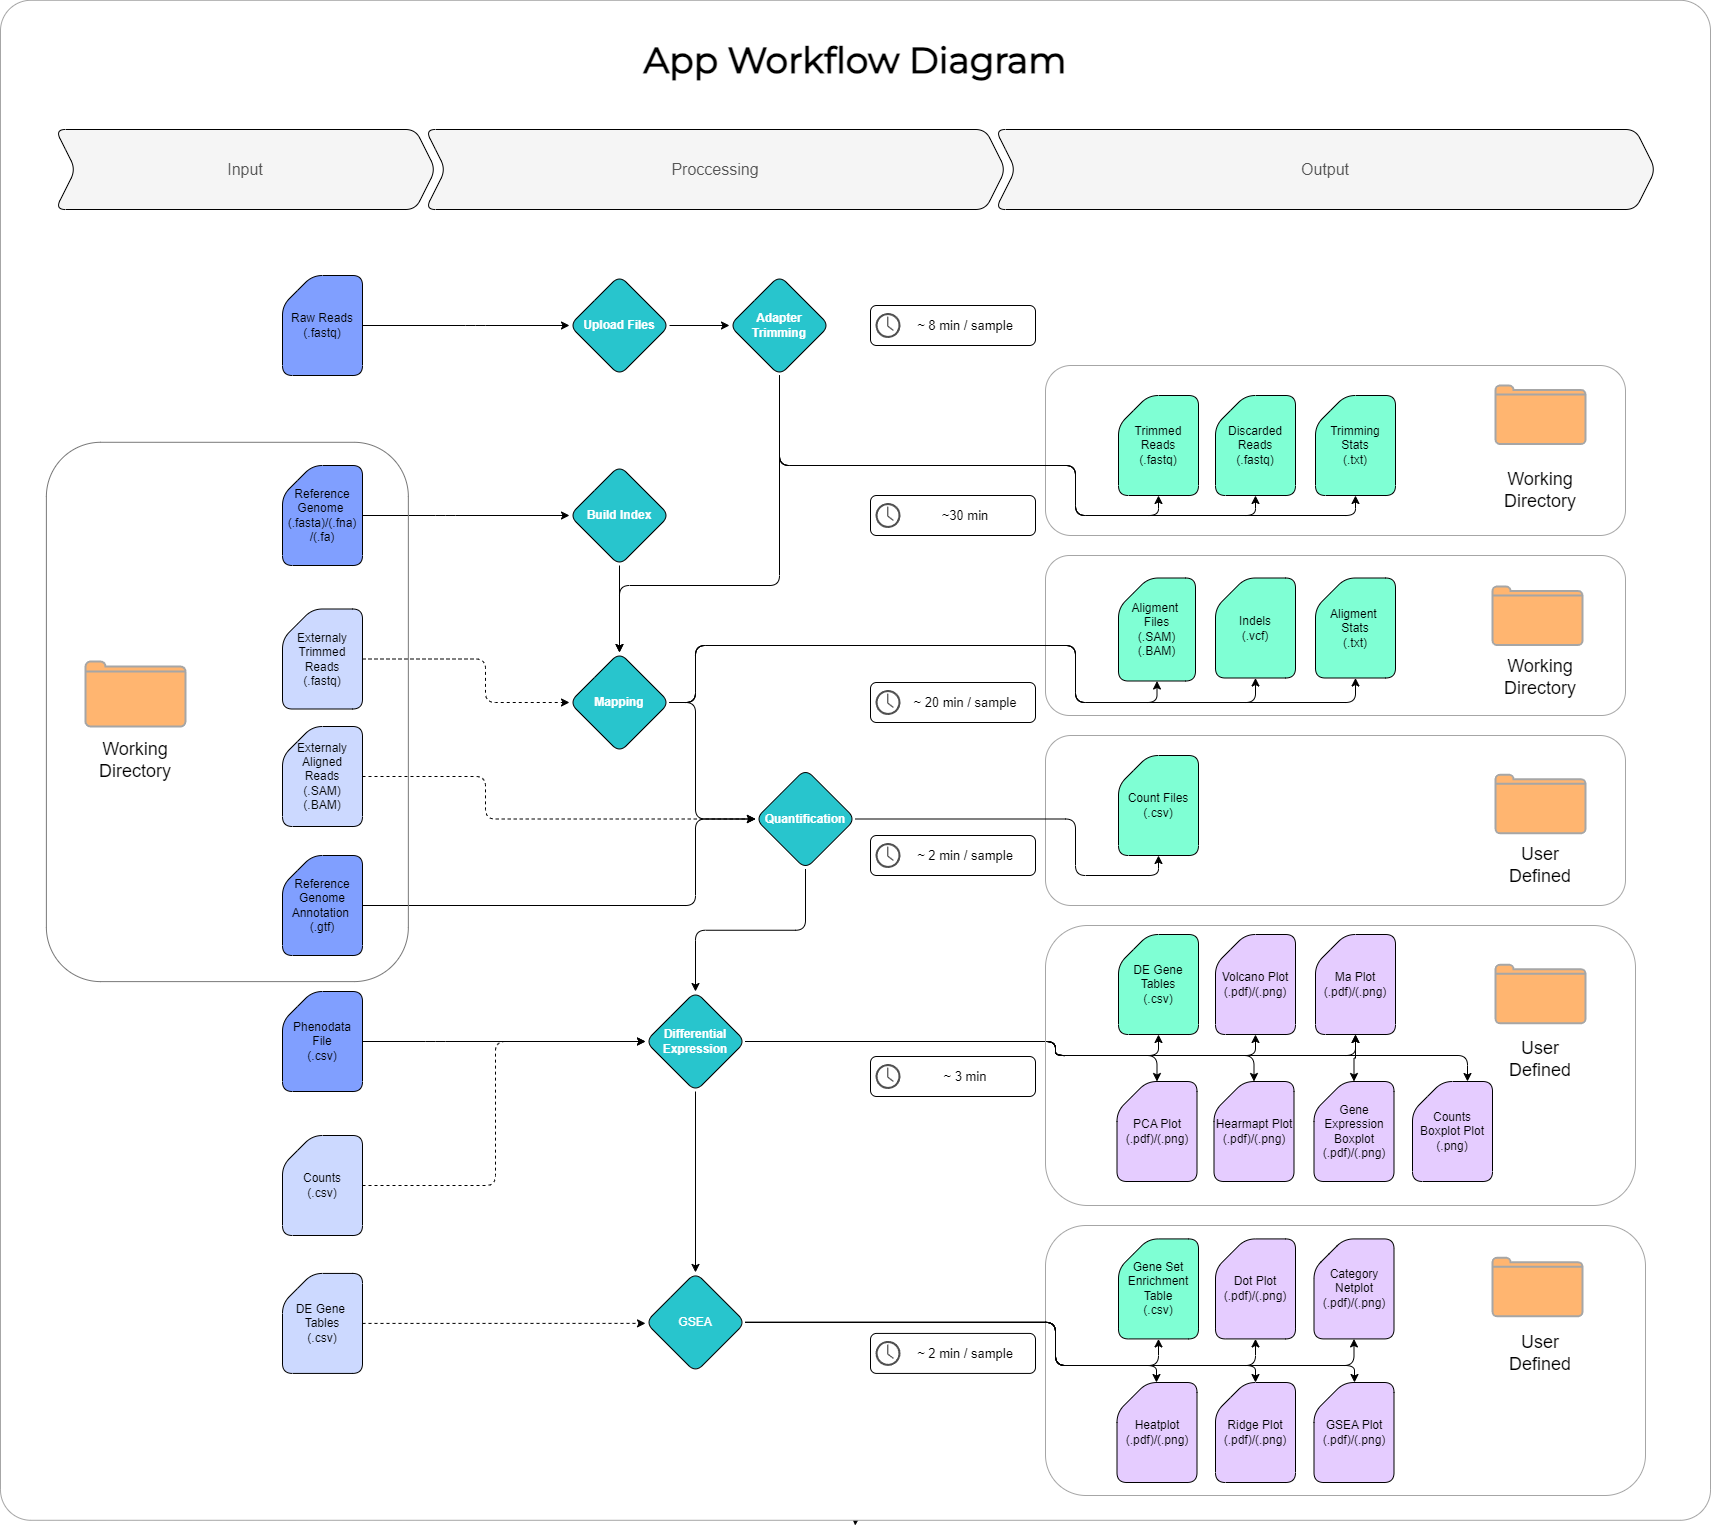 App Workflow Diagram
Input
Proccessing
Output
Raw Reads
(.fastq)
Upload Files
Adapter
Trimming
~ 8 min / sample
Trimmed
Reads
(.fastq)
Discarded
Reads
(.fastq)
Trimming
Stats
(.txt)
Working
Directory
Reference
Genome
(.fasta)/(.fna)
/(.fa)
Build Index
~30 min
Externaly
Trimmed
Reads
(.fastq)
Mapping
~ 20 min / sample
Aligment
Files
(.SAM)
(.BAM)
Indels
(.vcf)
Aligment
Stats
(.txt)
Working
Directory
Working
Directory
Externaly
Aligned
Reads
(.SAM)
(.BAM)
Quantification
~ 2 min / sample
Count Files
(.csv)
User
Defined
Reference
Genome
Annotation
(.gtf)
Phenodata
File
(.csv)
Differential
Expression
~ 3 min
DE Gene
Tables
(.csv)
Volcano Plot
(.pdf)/(.png)
Ma Plot
(.pdf)/(.png)
User
Defined
PCA Plot
(.pdf)/(.png)
Hearmapt Plot
(.pdf)/(.png)
Gene
Expression
Boxplot
(.pdf)/(.png)
Counts
Boxplot Plot
(.png)
Counts
(.csv)
DE Gene
Tables
(.csv)
GSEA
~ 2 min / sample
Gene Set
Enrichment
Table
(.csv)
Dot Plot
(.pdf)/(.png)
Category
Netplot
(.pdf)/(.png)
User
Defined
Heatplot
(.pdf)/(.png)
Ridge Plot
(.pdf)/(.png)
GSEA Plot
(.pdf)/(.png)